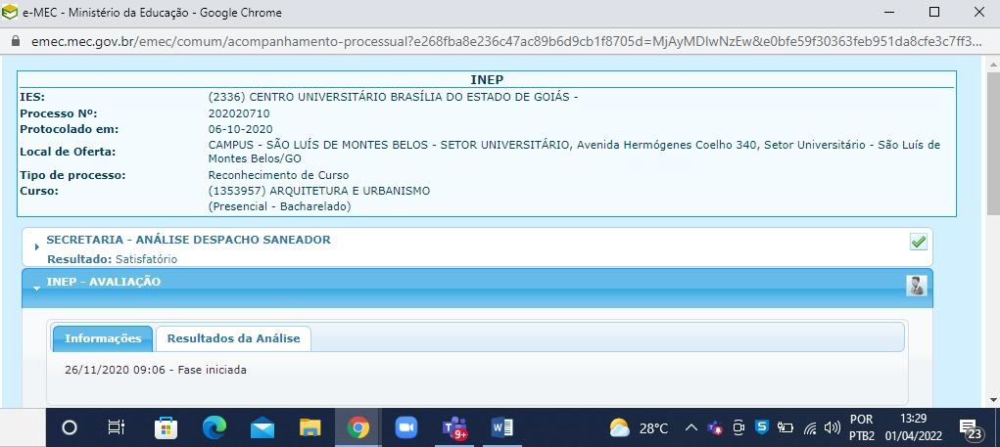 e-MEC - Ministério da Educação - Google Chrome
emec.mec.gov.br/emec/comum/acompanhamento-processual?e268fba8e236c47ac89b6d9cb1f8705d=MjAyMDIwNzEw&e0bfe59f30363feb951da8cfe3c7ff3...
INEP
IES: (2336) CENTRO UNIVERSITÁRIO BRASÍLIA DO ESTADO DE GOIÁS -
Processo Nº: 202020710
Protocolado em: 06-10-2020
Local de Oferta: CAMPUS - SÃO LUÍS DE MONTES BELOS - SETOR UNIVERSITÁRIO, Avenida Hermógenes Coelho 340, Setor Universitário - São Luís de
Montes Belos/GO
Tipo de processo: Reconhecimento de Curso
Curso: (1353957) ARQUITETURA E URBANISMO
(Presencial - Bacharelado)
SECRETARIA - ANÁLISE DESPACHO SANEADOR
Resultado: Satisfatório
INEP - AVALIAÇÃO
Informações Resultados da Análise
26/11/2020 09:06 - Fase iniciada
9+
28°C
POR
PTB2
13:29
01/04/2022
23